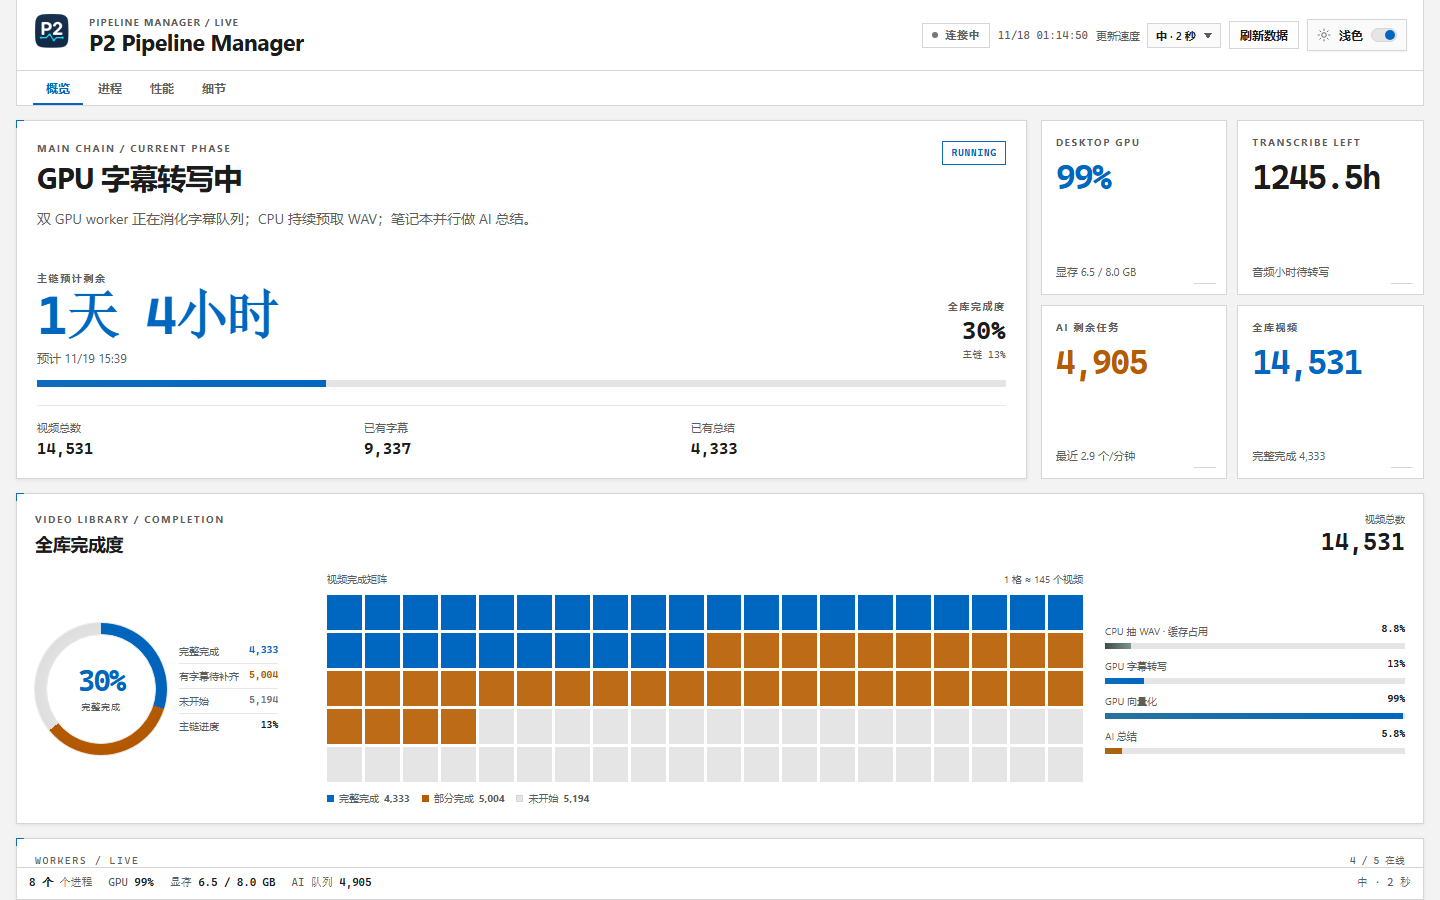 P2
PIPELINE MANAGER / LIVE
P2 Pipeline Manager
连接中
11/18 01:14:50
更新速度
中 · 2 秒
刷新数据
浅色
概览
进程
性能
细节
MAIN CHAIN / CURRENT PHASE
RUNNING
GPU 字幕转写中
双 GPU worker 正在消化字幕队列；CPU 持续预取 WAV；笔记本并行做 AI 总结。
主链预计剩余
1天 4小时
预计 11/19 15:39
全库完成度
30%
主链 13%
视频总数
14,531
已有字幕
9,337
已有总结
4,333
DESKTOP GPU
99%
显存 6.5 / 8.0 GB
TRANSCRIBE LEFT
1245.5h
音频小时待转写
AI 剩余任务
4,905
最近 2.9 个/分钟
全库视频
14,531
完整完成 4,333
VIDEO LIBRARY / COMPLETION
全库完成度
视频总数
14,531
30%
完整完成
完整完成 4,333
有字幕待补齐 5,004
未开始 5,194
主链进度 13%
视频完成矩阵
1 格 ≈ 145 个视频
完整完成 4,333
部分完成 5,004
未开始 5,194
CPU 抽 WAV · 缓存占用 8.8%
GPU 字幕转写 13%
GPU 向量化 99%
AI 总结 5.8%
WORKERS / LIVE
4 / 5 在线
8 个 个进程
GPU 99%
显存 6.5 / 8.0 GB
AI 队列 4,905
中 · 2 秒